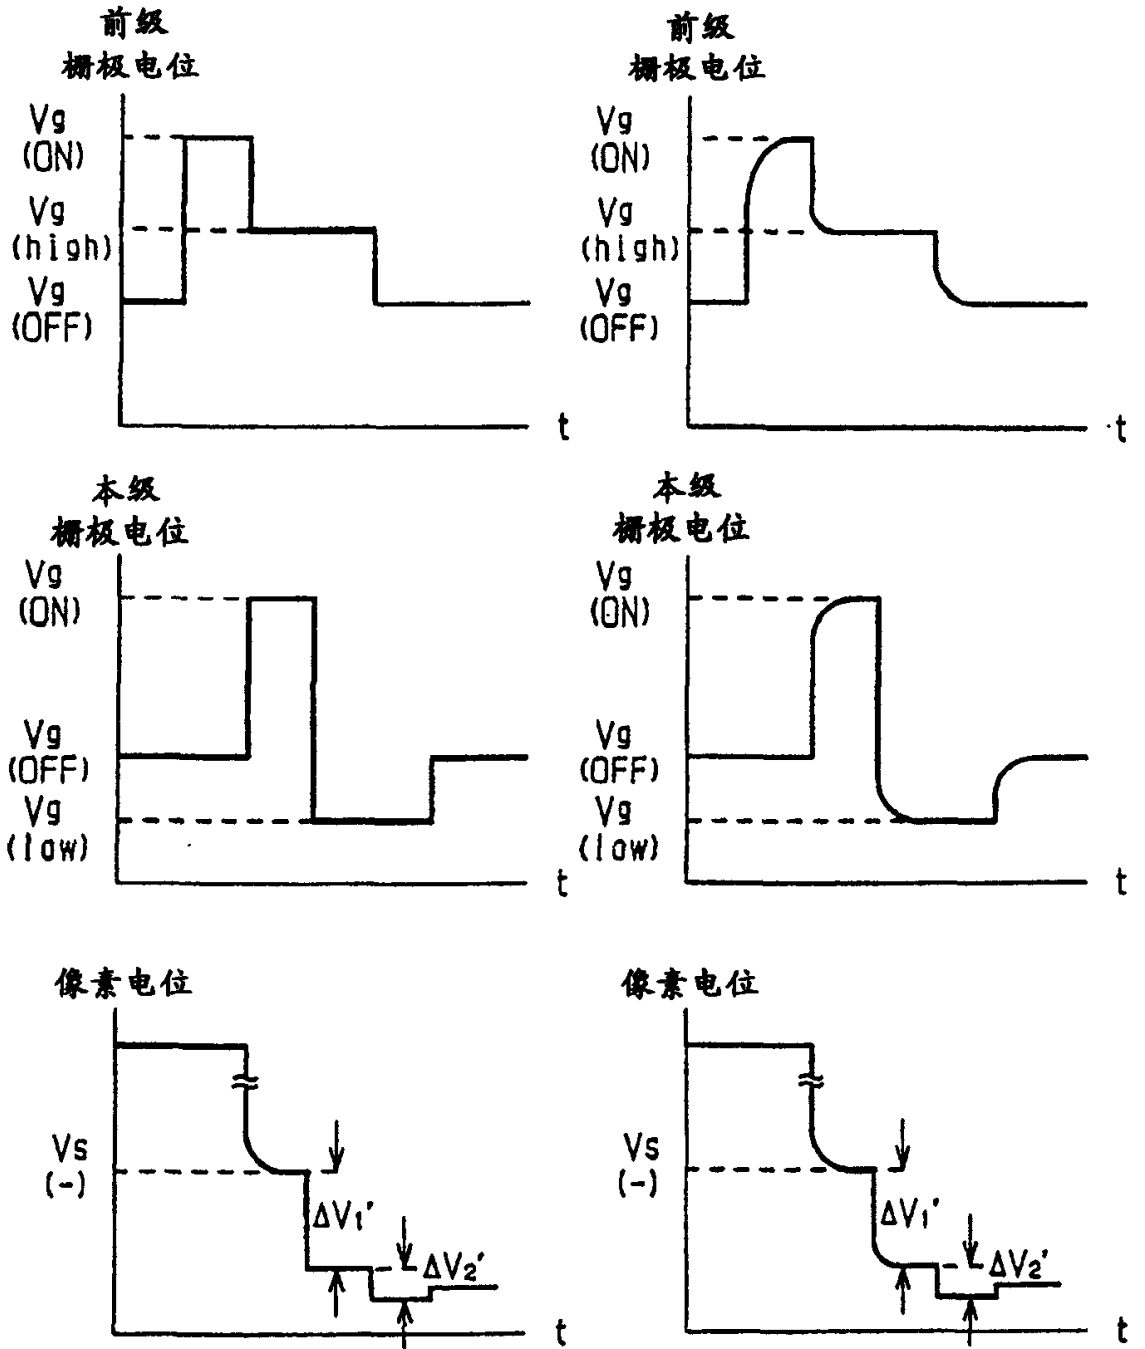 前级
栅极电位
Vg
(ON)
Vg
(high)
Vg
(OFF)
t
前级
栅极电位
Vg
(ON)
Vg
(high)
Vg
(OFF)
t
本级
栅极电位
Vg
(ON)
Vg
(OFF)
Vg
(low)
t
本级
栅极电位
Vg
(ON)
Vg
(OFF)
Vg
(low)
t
像素电位
Vs
(-)
ΔV₁'
ΔV₂'
t
像素电位
Vs
(-)
ΔV₁'
ΔV₂'
t